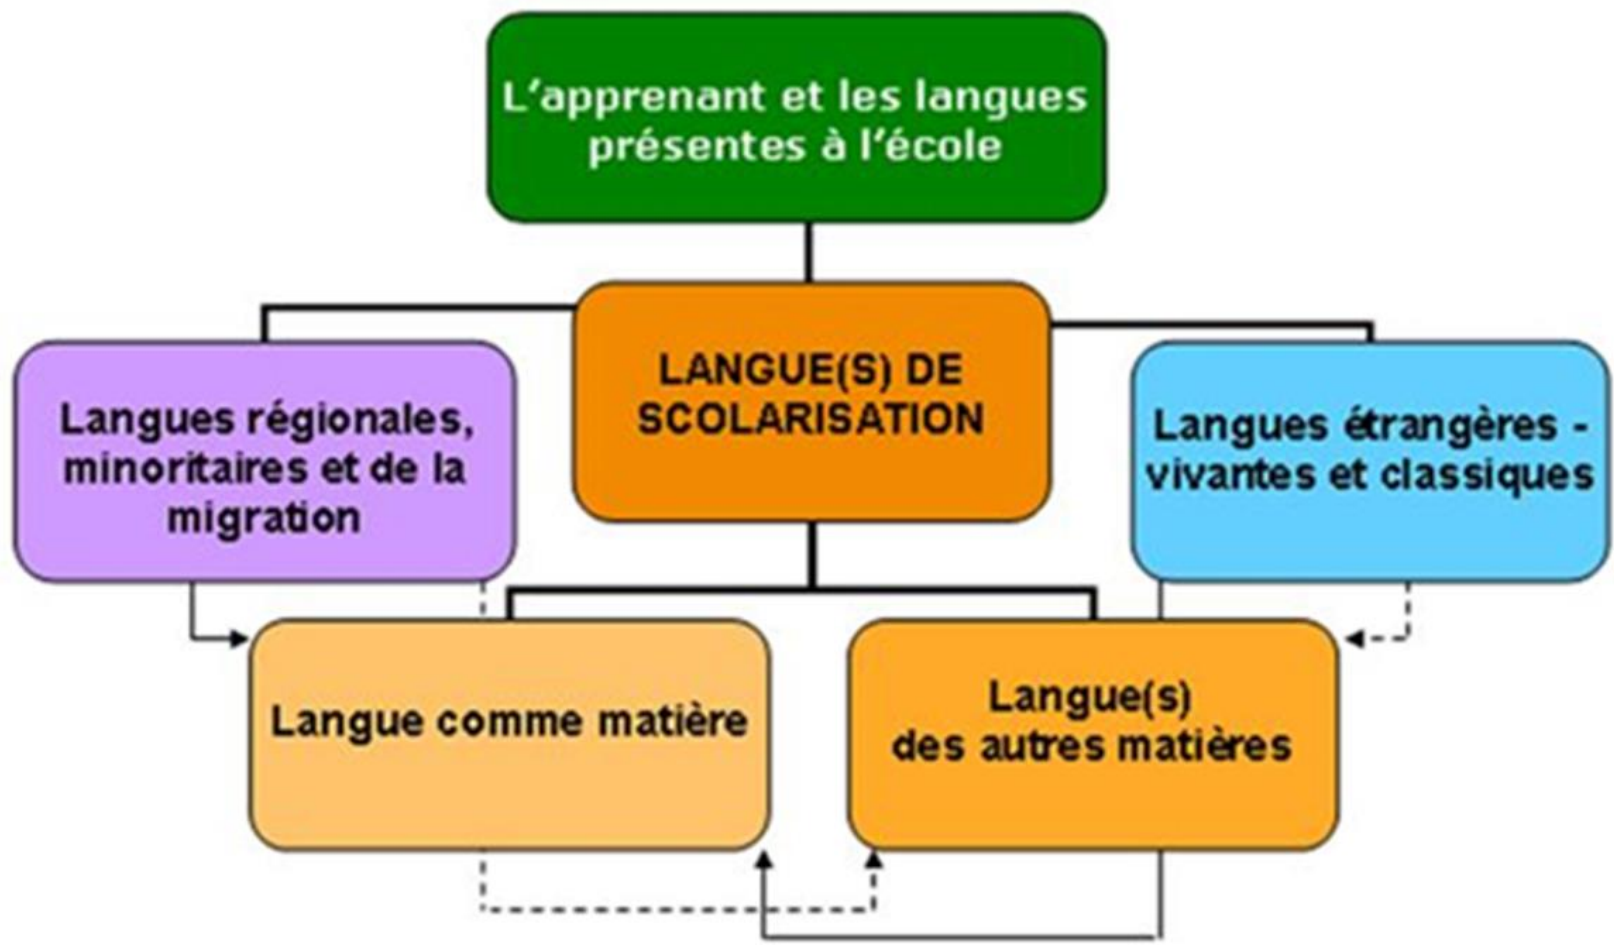 L'apprenant et les langues
présentes à l'école
LANGUE(S) DE
SCOLARISATION
Langues régionales,
minoritaires et de la
migration
Langues étrangères -
vivantes et classiques
Langue comme matière
Langue(s)
des autres matières